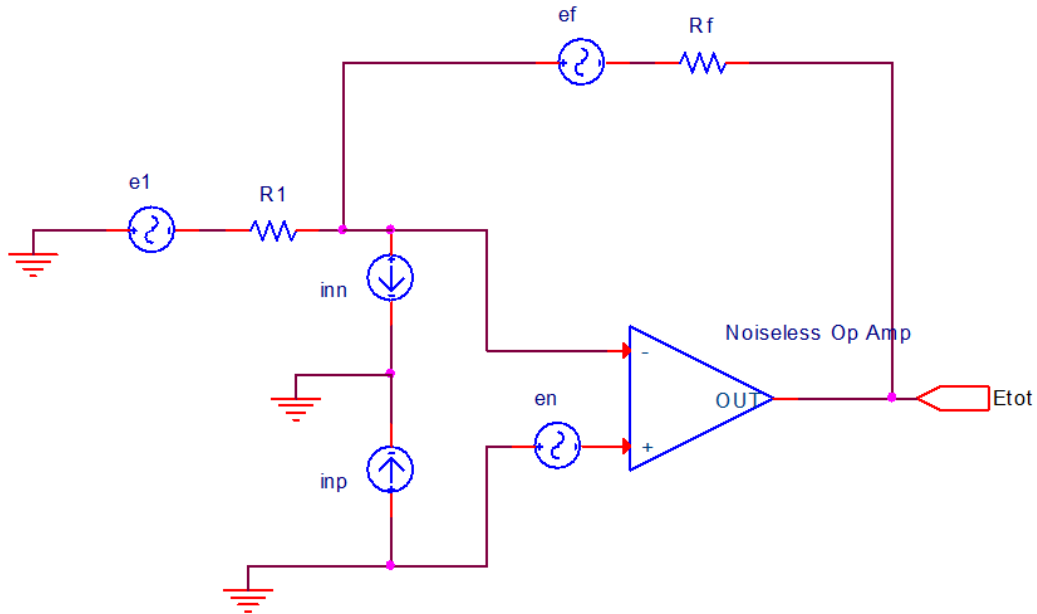 ef
Rf
e1
R1
inn
Noiseless Op Amp
-
OUT
Etot
en
+
inp